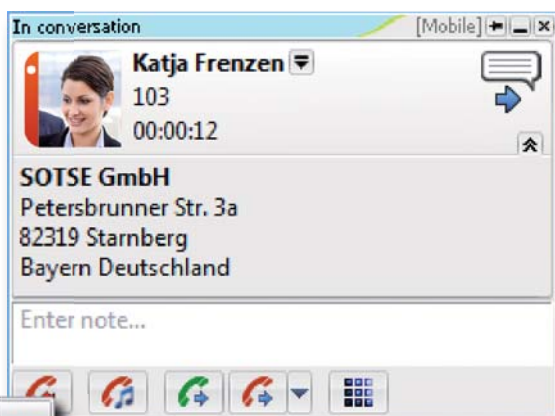 In conversation [Mobile]
Katja Frenzen
103
00:00:12
SOTSE GmbH
Petersbrunner Str. 3a
82319 Starnberg
Bayern Deutschland
Enter note...